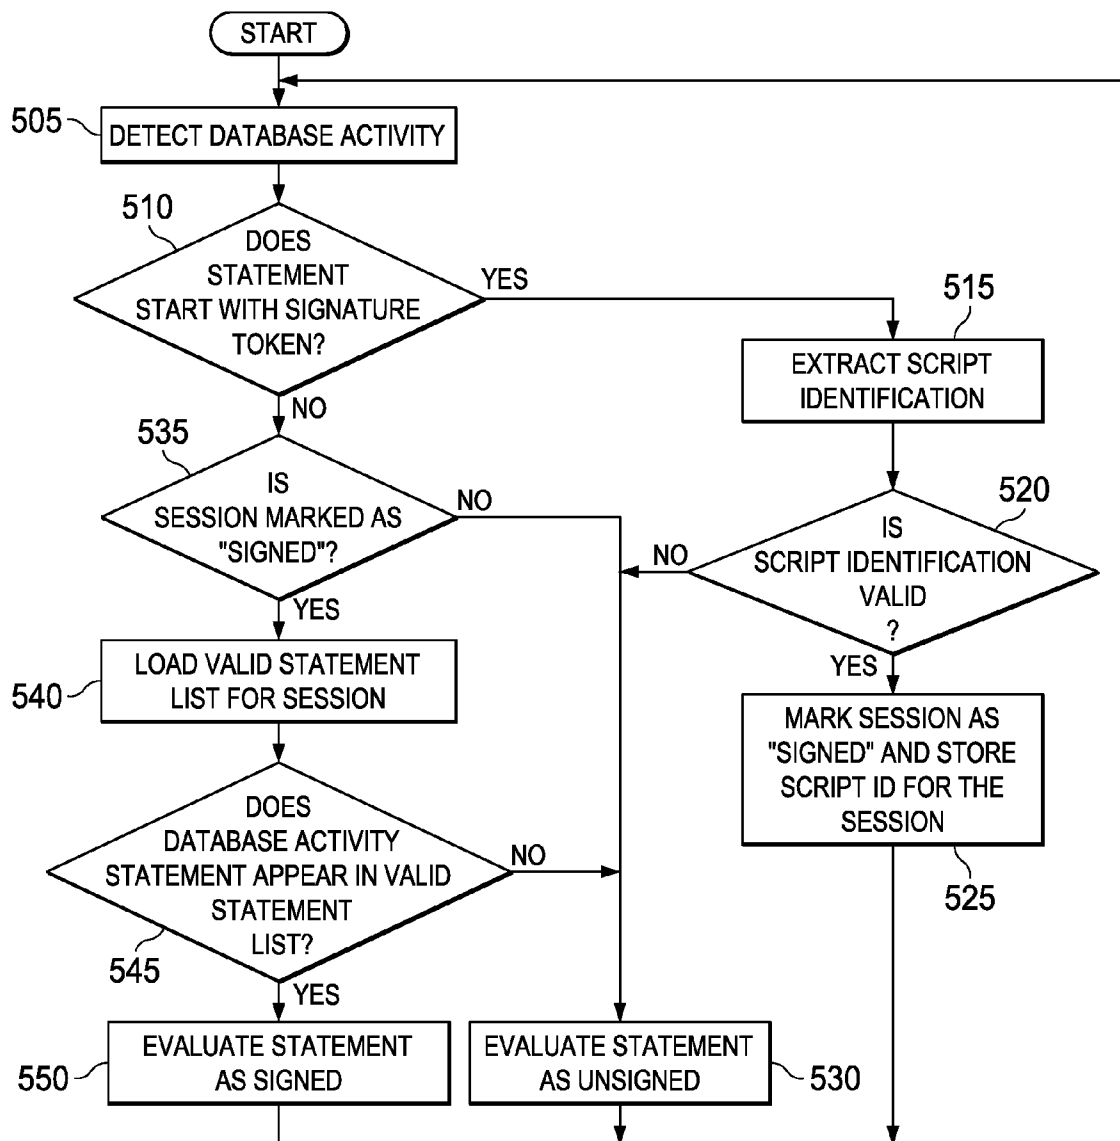 START
505
DETECT DATABASE ACTIVITY
510
DOES
STATEMENT
START WITH SIGNATURE
TOKEN?
YES
NO
515
EXTRACT SCRIPT
IDENTIFICATION
535
IS
SESSION MARKED AS
"SIGNED"?
NO
YES
520
IS
SCRIPT IDENTIFICATION
VALID
?
NO
YES
540
LOAD VALID STATEMENT
LIST FOR SESSION
MARK SESSION AS
"SIGNED" AND STORE
SCRIPT ID FOR THE
SESSION
525
DOES
DATABASE ACTIVITY
STATEMENT APPEAR IN VALID
STATEMENT
LIST?
545
NO
YES
550
EVALUATE STATEMENT
AS SIGNED
EVALUATE STATEMENT
AS UNSIGNED
530